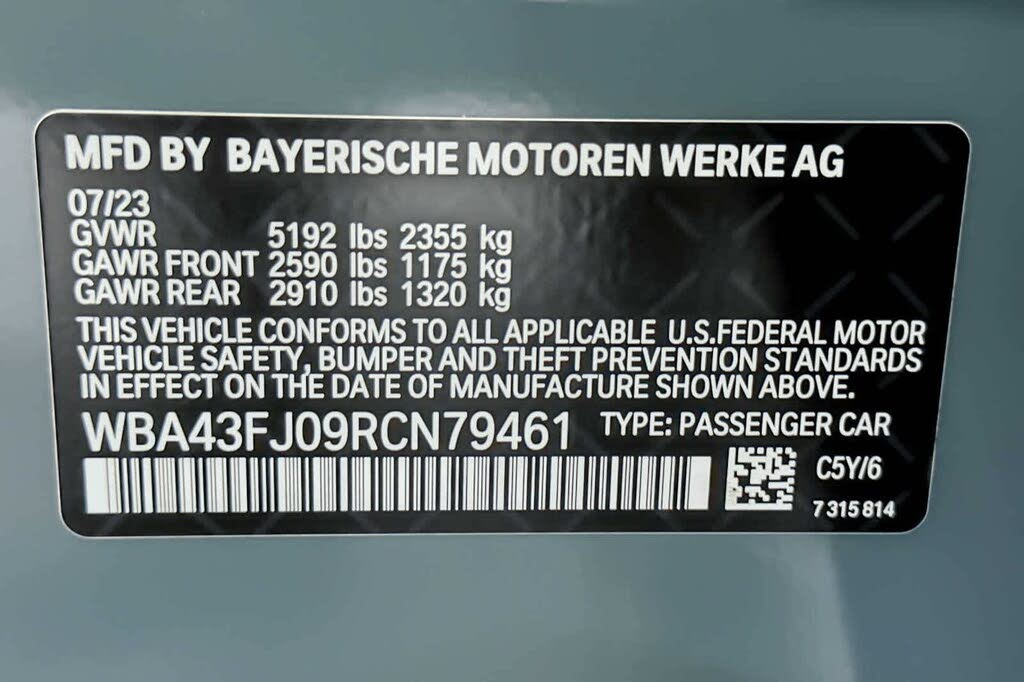 MFD BY BAYERISCHE MOTOREN WERKE AG
07/23
GVWR 5192 lbs 2355 kg
GAWR FRONT 2590 lbs 1175 kg
GAWR REAR 2910 lbs 1320 kg
THIS VEHICLE CONFORMS TO ALL APPLICABLE U.S.FEDERAL MOTOR
VEHICLE SAFETY, BUMPER AND THEFT PREVENTION STANDARDS
IN EFFECT ON THE DATE OF MANUFACTURE SHOWN ABOVE.
WBA43FJ09RCN79461 TYPE: PASSENGER CAR
C5Y/6
7 315 814